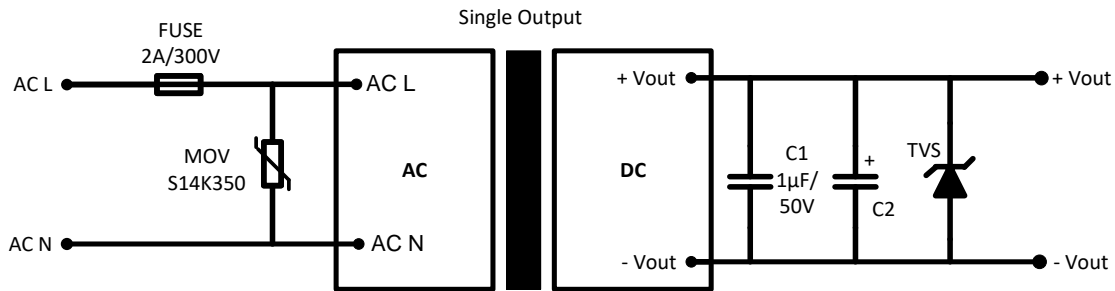 Single Output
FUSE
2A/300V
AC L
AC L
MOV
S14K350
AC
AC N
AC N
+ Vout
DC
- Vout
C1
1µF/
50V
+
C2
TVS
+ Vout
- Vout